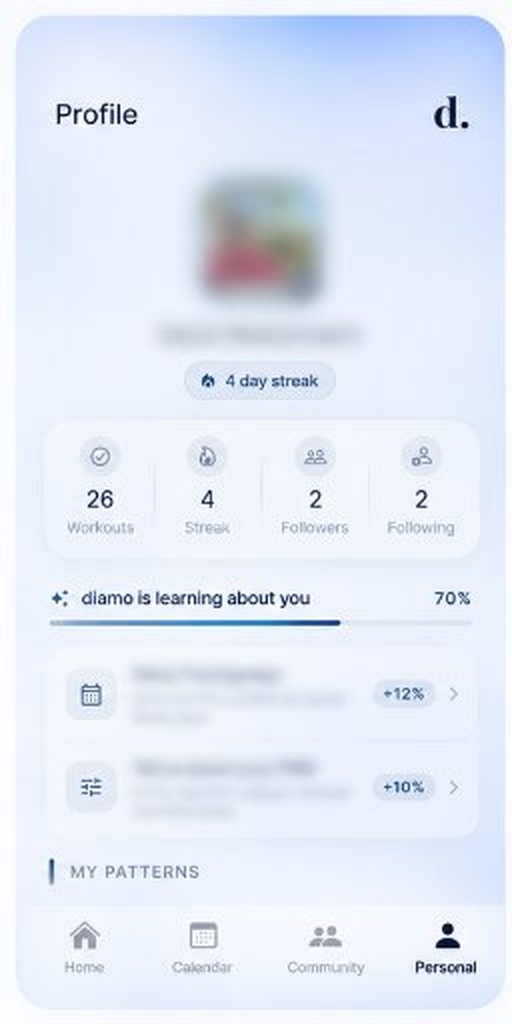 Profile
d.
4 day streak
26
Workouts
4
Streak
2
Followers
2
Following
diamo is learning about you
70%
+12%
+10%
MY PATTERNS
Home
Calendar
Community
Personal